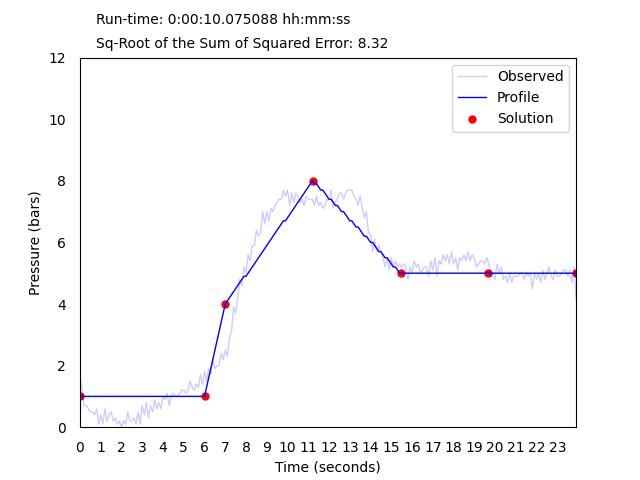 Run-time: 0:00:10.075088 hh:mm:ss
Sq-Root of the Sum of Squared Error: 8.32
Observed
Profile
Solution
12
10
8
6
4
2
0
Pressure (bars)
0 1 2 3 4 5 6 7 8 9 10 11 12 13 14 15 16 17 18 19 20 21 22 23
Time (seconds)